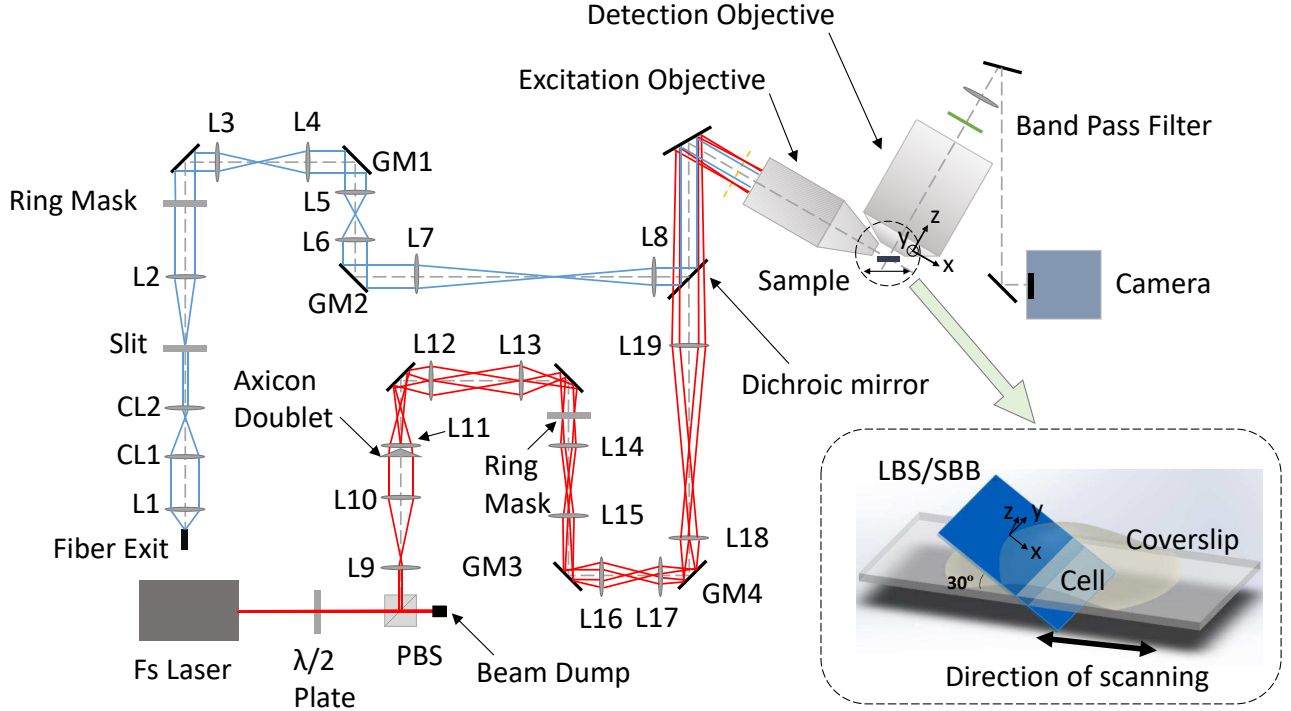 Detection Objective
Excitation Objective
Band Pass Filter
L3
L4
GM1
Ring Mask
L5
L6
L7
L8
L2
GM2
z
y
x
Sample
Camera
Slit
L19
Dichroic mirror
L12
L13
Axicon
Doublet
CL2
L11
L14
Ring
Mask
CL1
L10
L15
L1
L18
Fiber Exit
L9
GM3
GM4
L16
L17
Fs Laser
λ/2
Plate
PBS
Beam Dump
LBS/SBB
z
y
x
Coverslip
Cell
30°
Direction of scanning